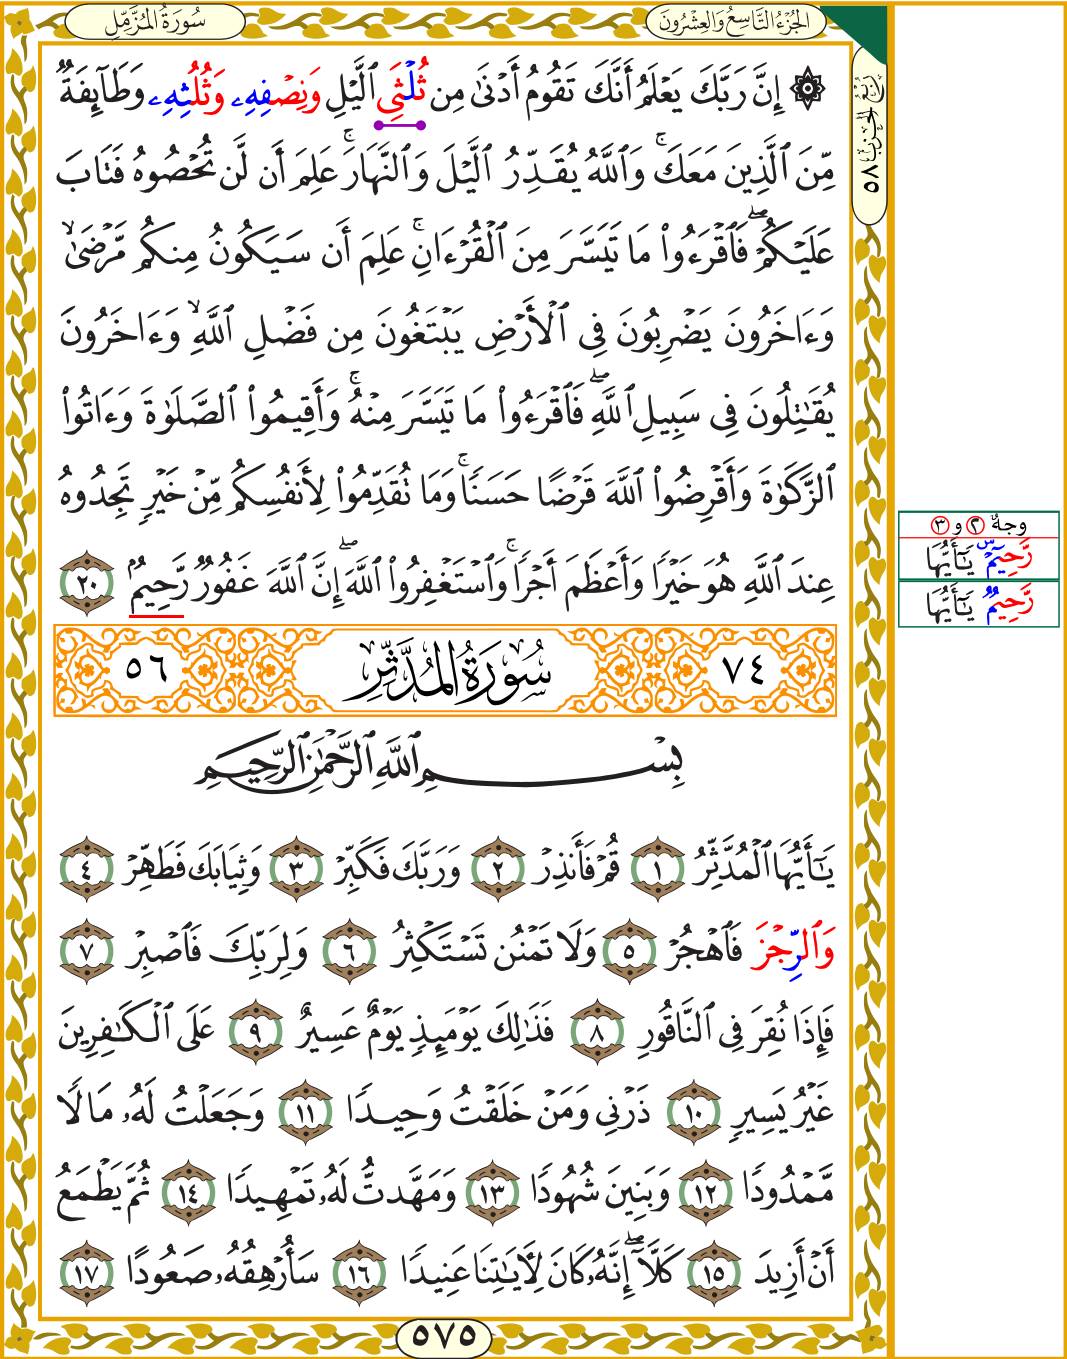 سُورَةُ المُزَّمِّلِ
الجُزْءُ التَّاسِعُ وَالعِشْرُونَ
رُبْعُ الحِزْبِ ٥٨
۞ إِنَّ رَبَّكَ يَعْلَمُ أَنَّكَ تَقُومُ أَدْنَىٰ مِن ثُلْثَيِ ٱلَّيْلِ وَنِصْفِهِۦ وَثُلُثِهِۦ وَطَآئِفَةٌ
مِّنَ ٱلَّذِينَ مَعَكَۚ وَٱللَّهُ يُقَدِّرُ ٱلَّيْلَ وَٱلنَّهَارَۚ عَلِمَ أَن لَّن تُحْصُوهُ فَتَابَ
عَلَيْكُمْۖ فَٱقْرَءُوا۟ مَا تَيَسَّرَ مِنَ ٱلْقُرْءَانِۚ عَلِمَ أَن سَيَكُونُ مِنكُم مَّرْضَىٰۙ
وَءَاخَرُونَ يَضْرِبُونَ فِى ٱلْأَرْضِ يَبْتَغُونَ مِن فَضْلِ ٱللَّهِۙ وَءَاخَرُونَ
يُقَٰتِلُونَ فِى سَبِيلِ ٱللَّهِۖ فَٱقْرَءُوا۟ مَا تَيَسَّرَ مِنْهُۚ وَأَقِيمُوا۟ ٱلصَّلَوٰةَ وَءَاتُوا۟
ٱلزَّكَوٰةَ وَأَقْرِضُوا۟ ٱللَّهَ قَرْضًا حَسَنًاۚ وَمَا تُقَدِّمُوا۟ لِأَنفُسِكُم مِّنْ خَيْرٍ تَجِدُوهُ
عِندَ ٱللَّهِ هُوَ خَيْرًا وَأَعْظَمَ أَجْرًاۚ وَٱسْتَغْفِرُوا۟ ٱللَّهَۖ إِنَّ ٱللَّهَ غَفُورٌ رَّحِيمٌۢ ٢٠
وجهُ ٢ و ٣
رَّحِيمٌۜ يَٰٓأَيُّهَا
رَّحِيمٌ يَٰٓأَيُّهَا
٧٤ سُورَةُ المُدَّثِّرِ ٥٦
بِسْمِ ٱللَّهِ ٱلرَّحْمَٰنِ ٱلرَّحِيمِ
يَٰٓأَيُّهَا ٱلْمُدَّثِّرُ ١ قُمْ فَأَنذِرْ ٢ وَرَبَّكَ فَكَبِّرْ ٣ وَثِيَابَكَ فَطَهِّرْ ٤
وَٱلرِّجْزَ فَٱهْجُرْ ٥ وَلَا تَمْنُن تَسْتَكْثِرُ ٦ وَلِرَبِّكَ فَٱصْبِرْ ٧
فَإِذَا نُقِرَ فِى ٱلنَّاقُورِ ٨ فَذَٰلِكَ يَوْمَئِذٍ يَوْمٌ عَسِيرٌ ٩ عَلَى ٱلْكَٰفِرِينَ
غَيْرُ يَسِيرٍ ١٠ ذَرْنِى وَمَنْ خَلَقْتُ وَحِيدًا ١١ وَجَعَلْتُ لَهُۥ مَالًا
مَّمْدُودًا ١٢ وَبَنِينَ شُهُودًا ١٣ وَمَهَّدتُّ لَهُۥ تَمْهِيدًا ١٤ ثُمَّ يَطْمَعُ
أَنْ أَزِيدَ ١٥ كَلَّآۖ إِنَّهُۥ كَانَ لِءَايَٰتِنَا عَنِيدًا ١٦ سَأُرْهِقُهُۥ صَعُودًا ١٧
٥٧٥